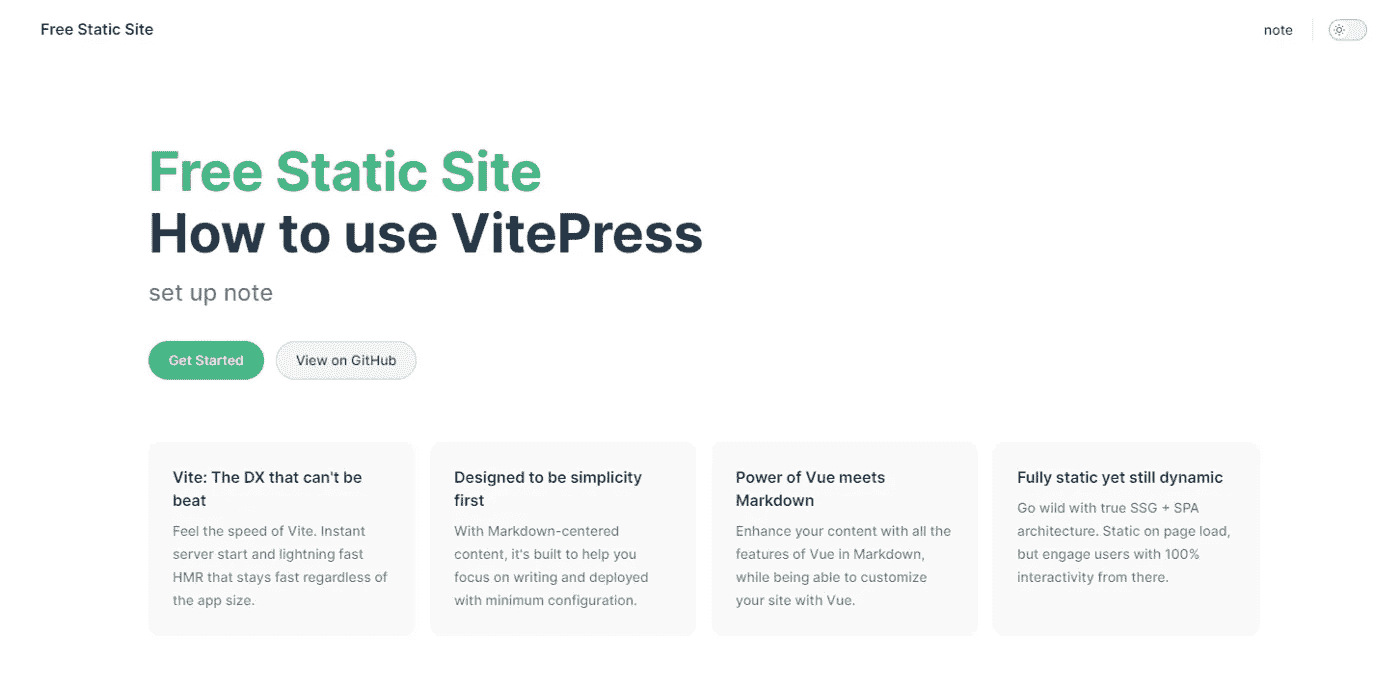 Free Static Site
note
Free Static Site
How to use VitePress
set up note
Get Started
View on GitHub
Vite: The DX that can't be
beat
Feel the speed of Vite. Instant
server start and lightning fast
HMR that stays fast regardless of
the app size.
Designed to be simplicity
first
With Markdown-centered
content, it's built to help you
focus on writing and deployed
with minimum configuration.
Power of Vue meets
Markdown
Enhance your content with all the
features of Vue in Markdown,
while being able to customize
your site with Vue.
Fully static yet still dynamic
Go wild with true SSG + SPA
architecture. Static on page load,
but engage users with 100%
interactivity from there.